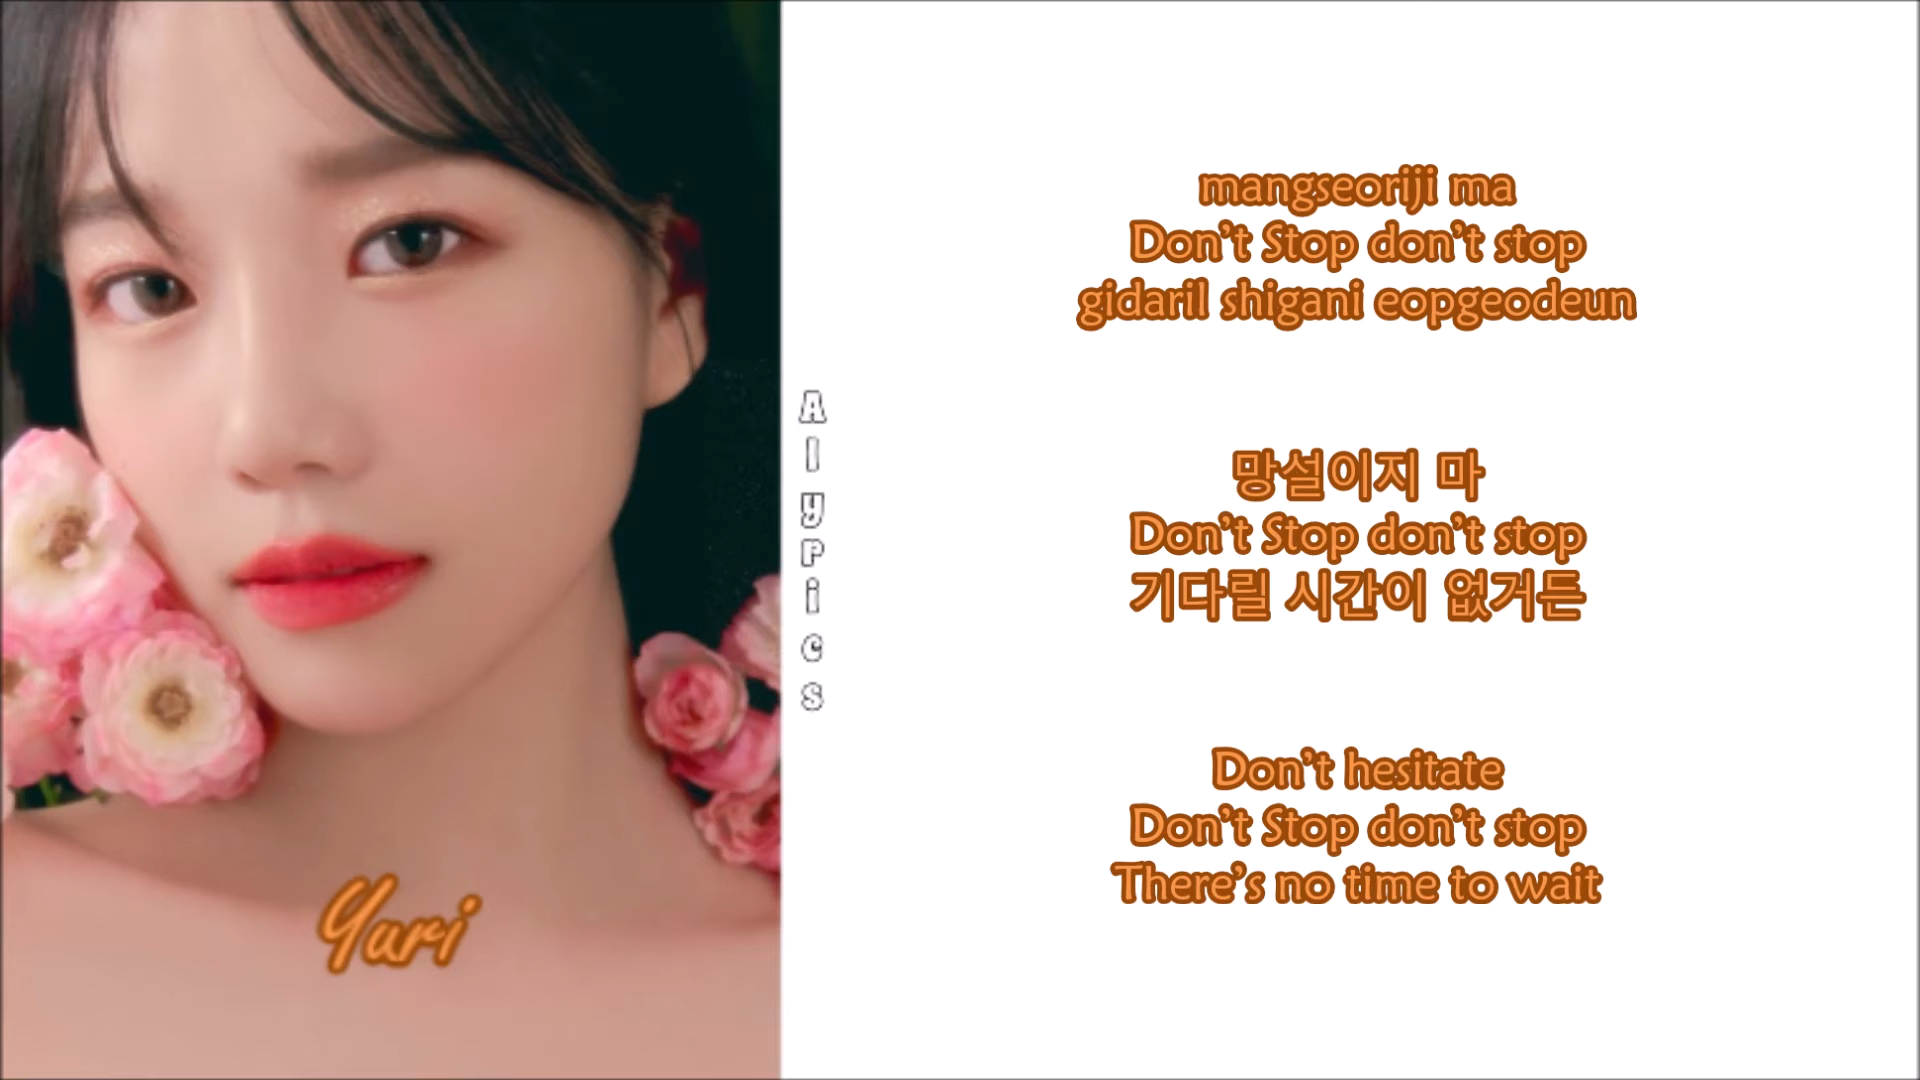 Yuri
AlyPics
mangseoriji ma
Don't Stop don't stop
gidaril shigani eopgeodeun
망설이지 마
Don't Stop don't stop
기다릴 시간이 없거든
Don't hesitate
Don't Stop don't stop
There's no time to wait